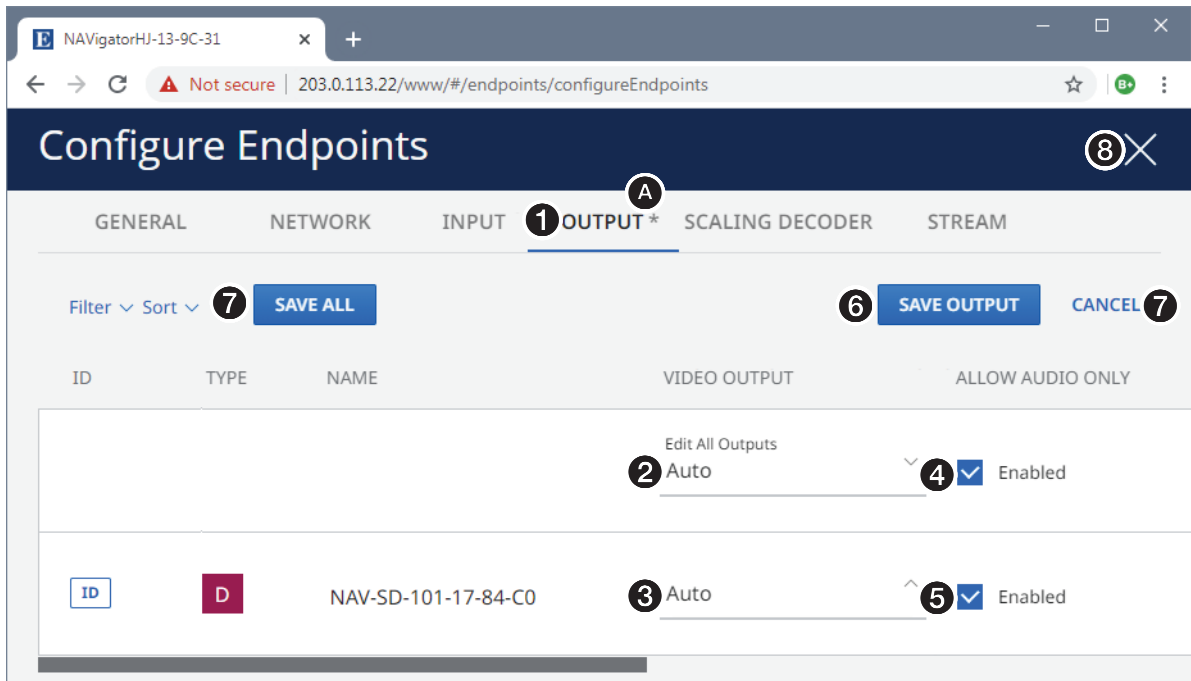 E NAVigatorHJ-13-9C-31
Not secure | 203.0.113.22/www/#/endpoints/configureEndpoints
B+
Configure Endpoints
8
A
GENERAL NETWORK INPUT 1 OUTPUT * SCALING DECODER STREAM
Filter Sort 7 SAVE ALL 6 SAVE OUTPUT CANCEL 7
ID TYPE NAME VIDEO OUTPUT ALLOW AUDIO ONLY
Edit All Outputs
2 Auto 4 Enabled
ID D NAV-SD-101-17-84-C0 3 Auto 5 Enabled